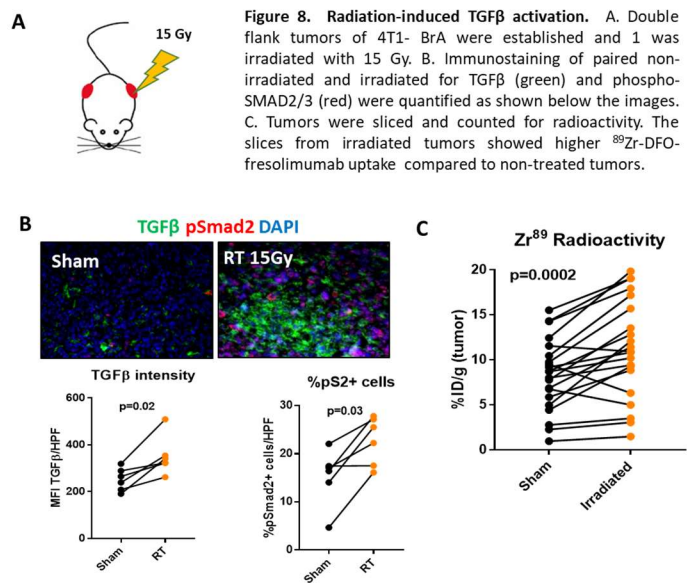 A
15 Gy
Figure 8. Radiation-induced TGFβ activation. A. Double
flank tumors of 4T1- BrA were established and 1 was
irradiated with 15 Gy. B. Immunostaining of paired non-
irradiated and irradiated for TGFβ (green) and phospho-
SMAD2/3 (red) were quantified as shown below the images.
C. Tumors were sliced and counted for radioactivity. The
slices from irradiated tumors showed higher ⁸⁹Zr-DFO-
fresolimumab uptake compared to non-treated tumors.
B
TGFβ pSmad2 DAPI
Sham
RT 15Gy
TGFβ intensity
p=0.02
MFI TGFβ/HPF
600
400
200
0
Sham
RT
%pS2+ cells
p=0.03
%pSmad2+ cells/HPF
30
20
10
0
Sham
RT
C
Zr⁸⁹ Radioactivity
p=0.0002
%ID/g (tumor)
20
15
10
5
0
Sham
Irradiated